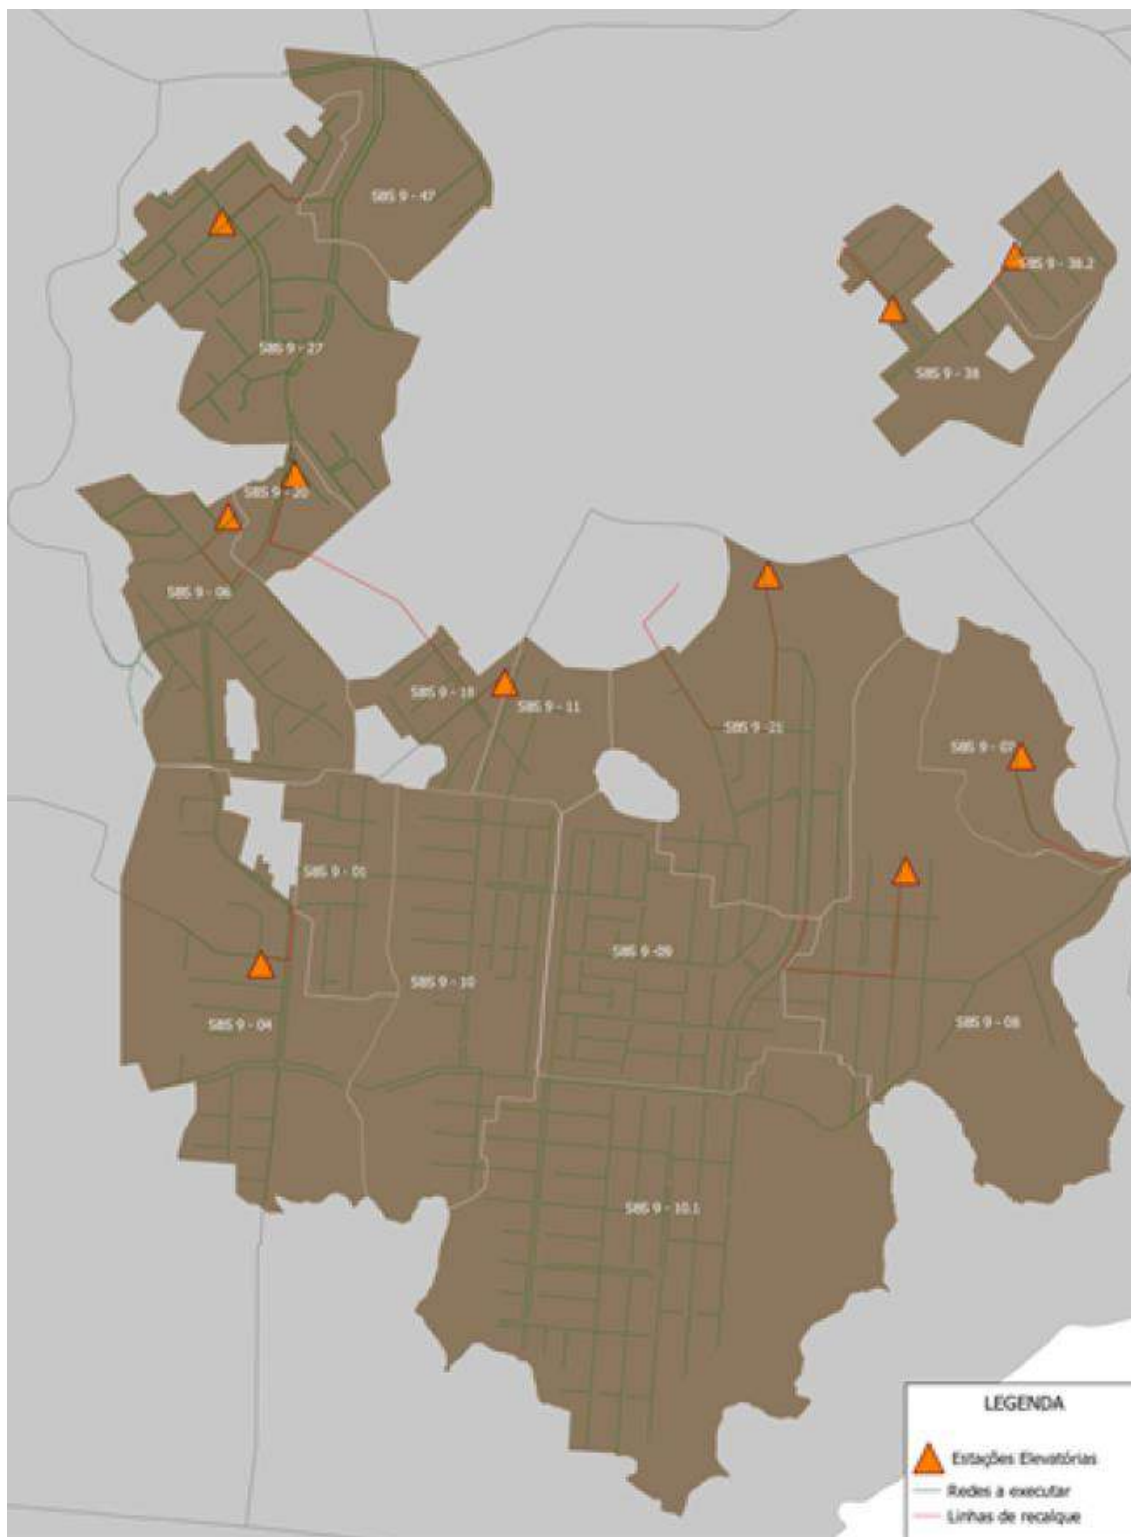 SBS 9 - 47
SBS 9 - 38.2
SBS 9 - 27
SBS 9 - 38
SBS 9 - 20
SBS 9 - 06
SBS 9 - 18
SBS 9 - 11
SBS 9 -21
SBS 9 - 07
SBS 9 - 01
SBS 9 -09
SBS 9 - 10
SBS 9 - 04
SBS 9 - 08
SBS 9 - 10.1
LEGENDA
Estações Elevatórias
Redes a executar
Linhas de recalque